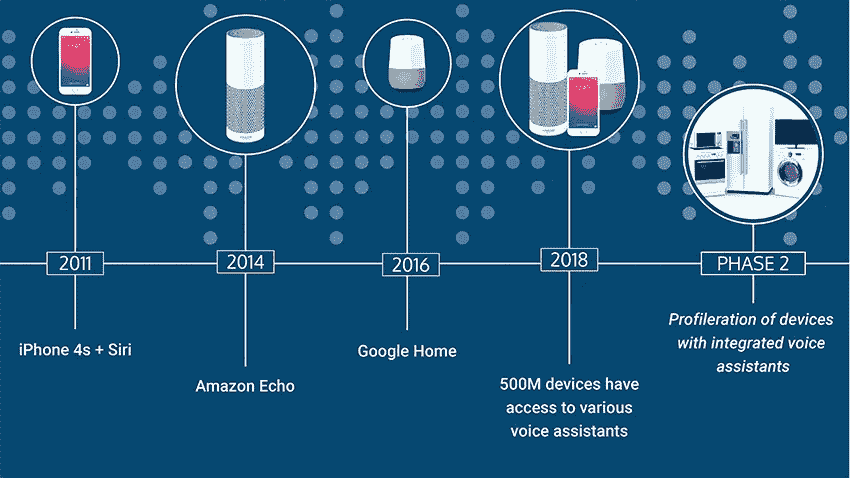 2011
2014
2016
2018
PHASE 2
iPhone 4s + Siri
Amazon Echo
Google Home
500M devices have
access to various
voice assistants
Profileration of devices
with integrated voice
assistants